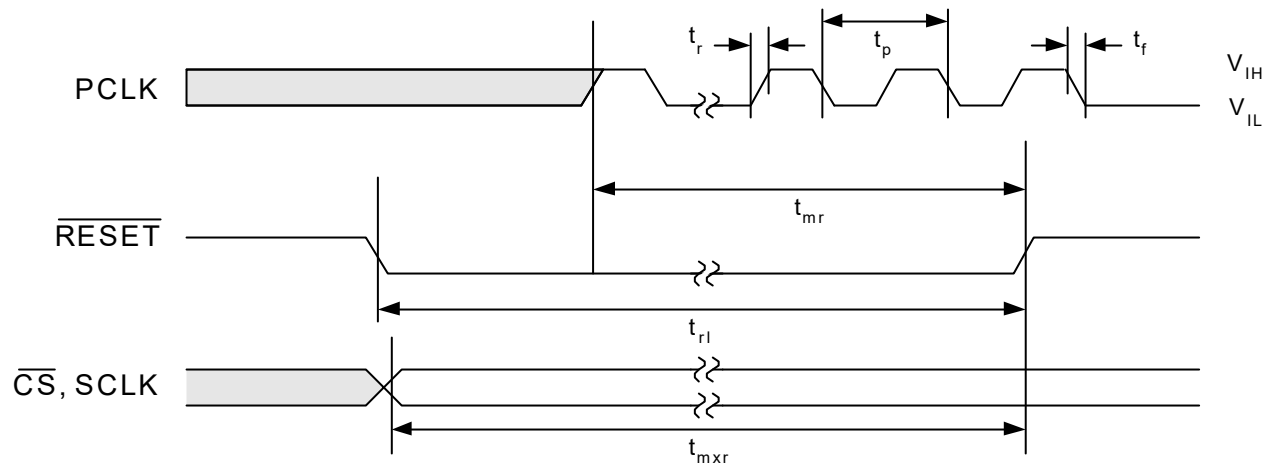 t_r
t_p
t_f
PCLK
V_IH
V_IL
t_mr
RESET
t_rl
CS, SCLK
t_mxr